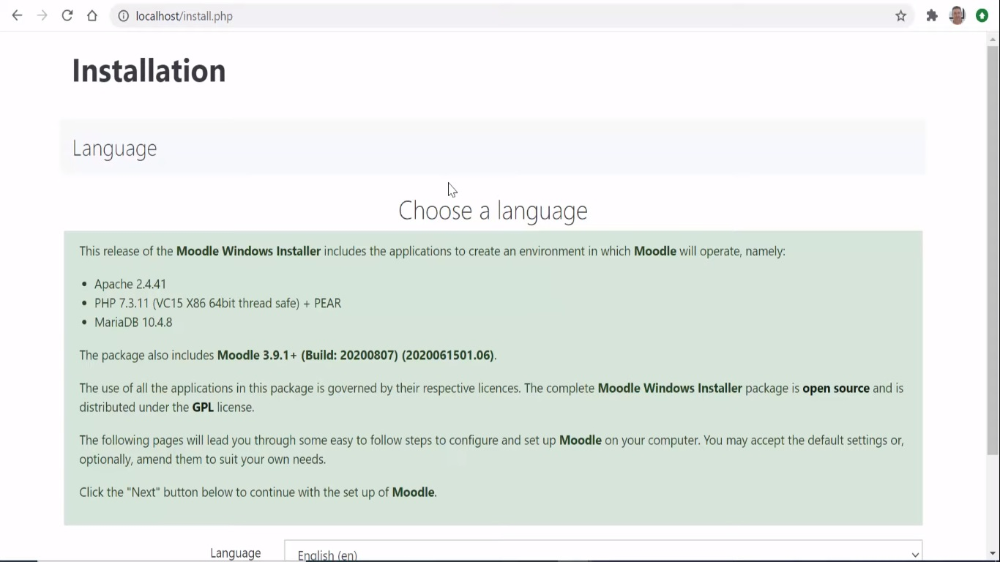 localhost/install.php
Installation
Language
Choose a language
This release of the Moodle Windows Installer includes the applications to create an environment in which Moodle will operate, namely:
• Apache 2.4.41
• PHP 7.3.11 (VC15 X86 64bit thread safe) + PEAR
• MariaDB 10.4.8
The package also includes Moodle 3.9.1+ (Build: 20200807) (2020061501.06).
The use of all the applications in this package is governed by their respective licences. The complete Moodle Windows Installer package is open source and is
distributed under the GPL license.
The following pages will lead you through some easy to follow steps to configure and set up Moodle on your computer. You may accept the default settings or,
optionally, amend them to suit your own needs.
Click the "Next" button below to continue with the set up of Moodle.
Language English (en)